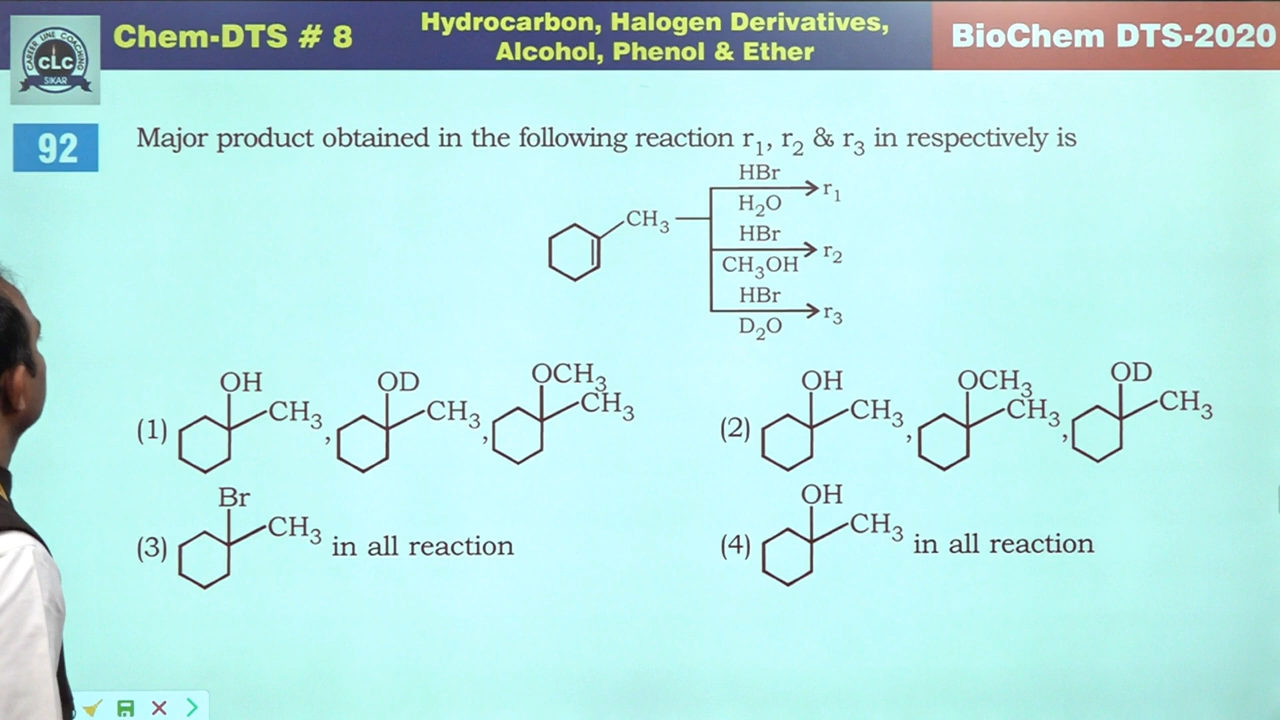 CAREER LINE COACHING
CLC
SIKAR
Chem-DTS # 8
Hydrocarbon, Halogen Derivatives,
Alcohol, Phenol & Ether
BioChem DTS-2020
92
Major product obtained in the following reaction r₁, r₂ & r₃ in respectively is
HBr
r₁
H₂O
CH₃
HBr
r₂
CH₃OH
HBr
r₃
D₂O
(1)
OH
CH₃
,
OD
CH₃
,
OCH₃
CH₃
(2)
OH
CH₃
,
OCH₃
CH₃
,
OD
CH₃
(3)
Br
CH₃ in all reaction
(4)
OH
CH₃ in all reaction